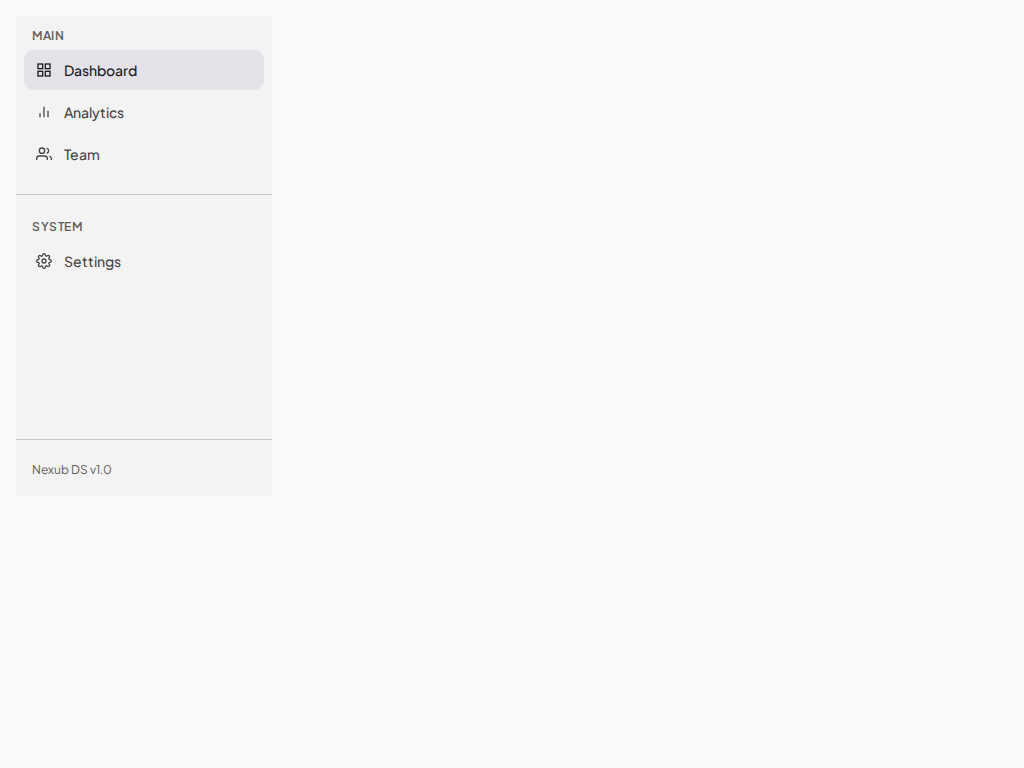 MAIN
Dashboard
Analytics
Team
SYSTEM
Settings
Nexub DS v1.0